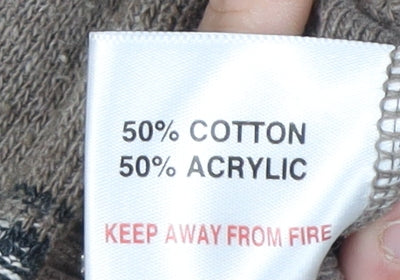 50% COTTON
50% ACRYLIC
KEEP AWAY FROM FIRE